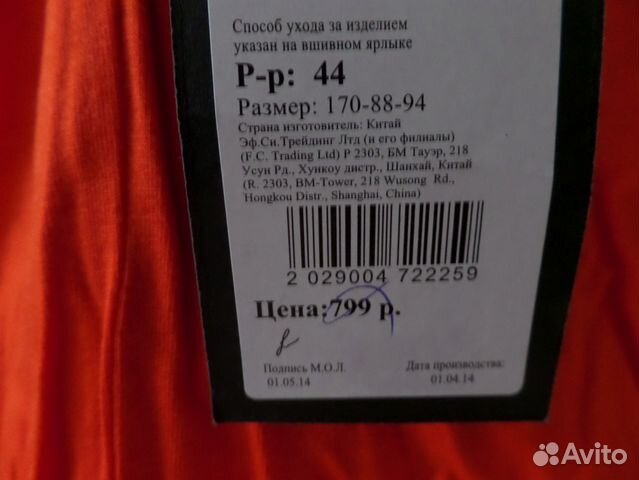 Способ ухода за изделием
указан на вшивном ярлыке
Р-р: 44
Размер: 170-88-94
Страна изготовитель: Китай
Эф.Си.Трейдинг Лтд (и его филиалы)
(F.C. Trading Ltd) Р 2303, БМ Тауэр, 218
Усун Рд., Хункоу дистр., Шанхай, Китай
(R. 2303, BM-Tower, 218 Wusong Rd.,
Hongkou Distr., Shanghai, China)
2 029004 722259
Цена:799 р.
Подпись М.О.Л.
01.05.14
Дата производства:
01.04.14
Avito